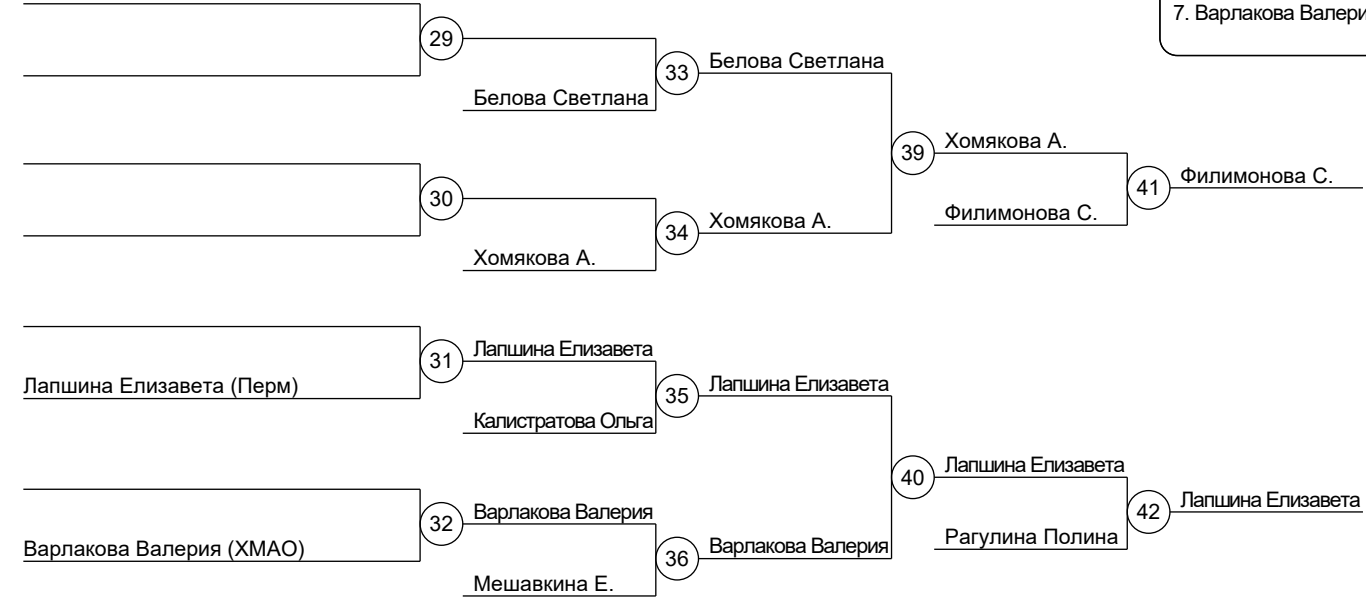 7. Варлакова Валери
29
Белова Светлана
33
Белова Светлана
30
Хомякова А.
34
Хомякова А.
39
Хомякова А.
Филимонова С.
41
Филимонова С.
Лапшина Елизавета (Перм)
31
Лапшина Елизавета
Калистратова Ольга
35
Лапшина Елизавета
Варлакова Валерия (ХМАО)
32
Варлакова Валерия
Мешавкина Е.
36
Варлакова Валерия
40
Лапшина Елизавета
Рагулина Полина
42
Лапшина Елизавета